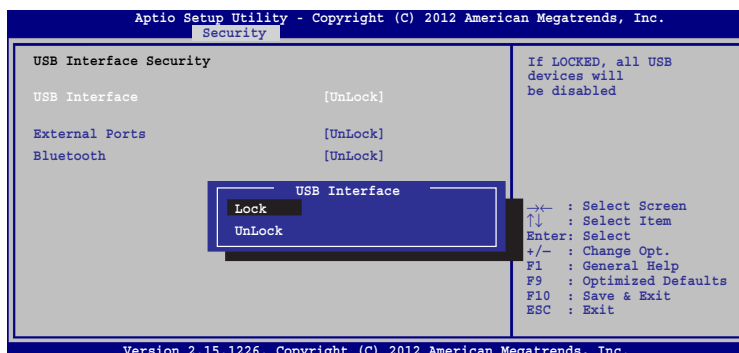 Aptio Setup Utility - Copyright (C) 2012 American Megatrends, Inc.
Security
USB Interface Security
USB Interface [UnLock]
External Ports [UnLock]
Bluetooth [UnLock]
USB Interface
Lock
UnLock
If LOCKED, all USB
devices will
be disabled
→← : Select Screen
↑↓ : Select Item
Enter: Select
+/— : Change Opt.
F1 : General Help
F9 : Optimized Defaults
F10 : Save & Exit
ESC : Exit
Version 2.15.1226. Copyright (C) 2012 American Megatrends, Inc.